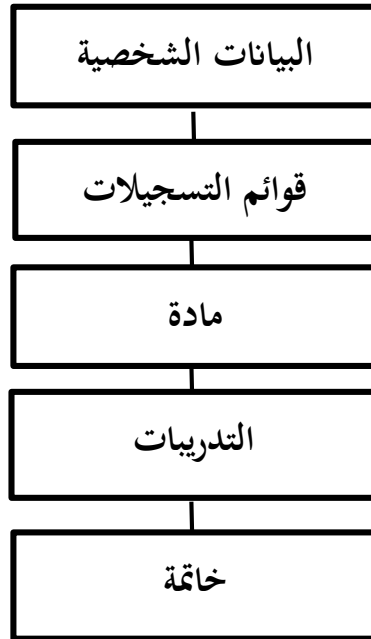 البيانات الشخصية
قوائم التسجيلات
مادة
التدريبات
خاتمة